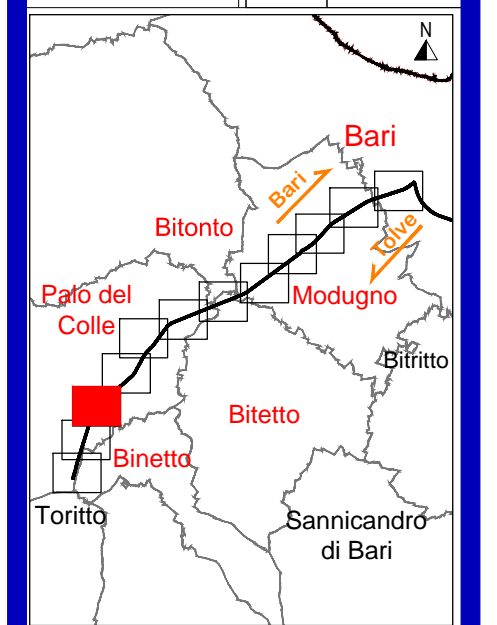 N
Bari
Bari
Bitonto
Tolve
Palo del
Colle
Modugno
Bitritto
Bitetto
Binetto
Toritto
Sannicandro
di Bari